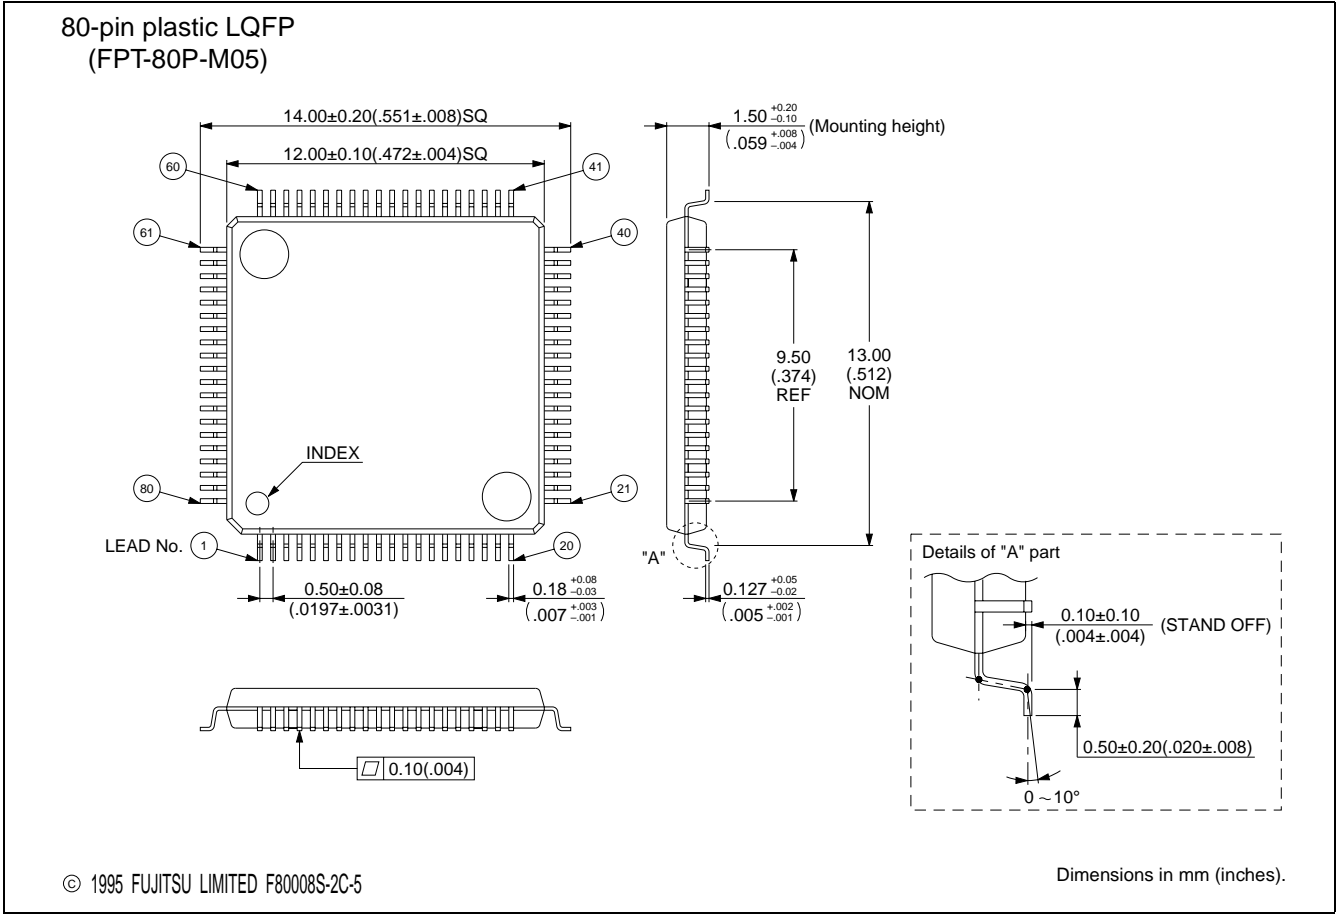 80-pin plastic LQFP
(FPT-80P-M05)
14.00±0.20(.551±.008)SQ
12.00±0.10(.472±.004)SQ
1.50 +0.20 –0.10 (Mounting height)
(.059 +.008 –.004)
60
41
61
40
9.50
(.374)
REF
13.00
(.512)
NOM
INDEX
80
21
LEAD No.
1
20
"A"
0.50±0.08
(.0197±.0031)
0.18 +0.08 –0.03
(.007 +.003 –.001)
0.127 +0.05 –0.02
(.005 +.002 –.001)
Details of "A" part
0.10±0.10
(.004±.004)
(STAND OFF)
0.50±0.20(.020±.008)
0～10°
0.10(.004)
© 1995 FUJITSU LIMITED F80008S-2C-5
Dimensions in mm (inches).